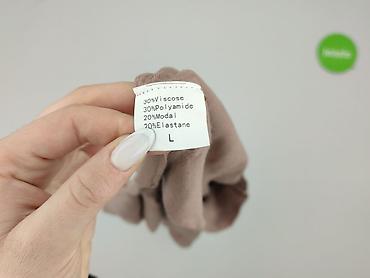 30%Viscose
30%Polyamide
20%Modal
20%Elastane
L